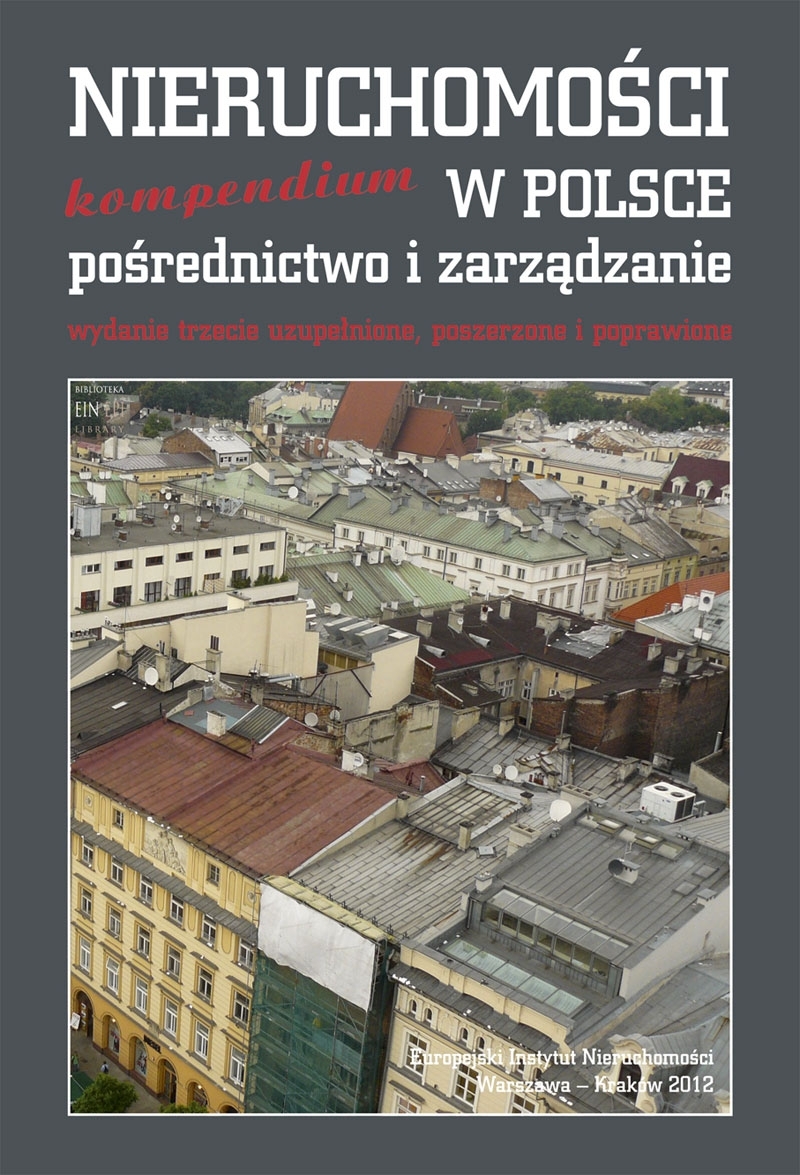 NIERUCHOMOŚCI
kompendium W POLSCE
pośrednictwo i zarządzanie
wydanie trzecie uzupełnione, poszerzone i poprawione
BIBLIOTEKA
EIN
LIBRARY
Europejski Instytut Nieruchomości
Warszawa – Kraków 2012